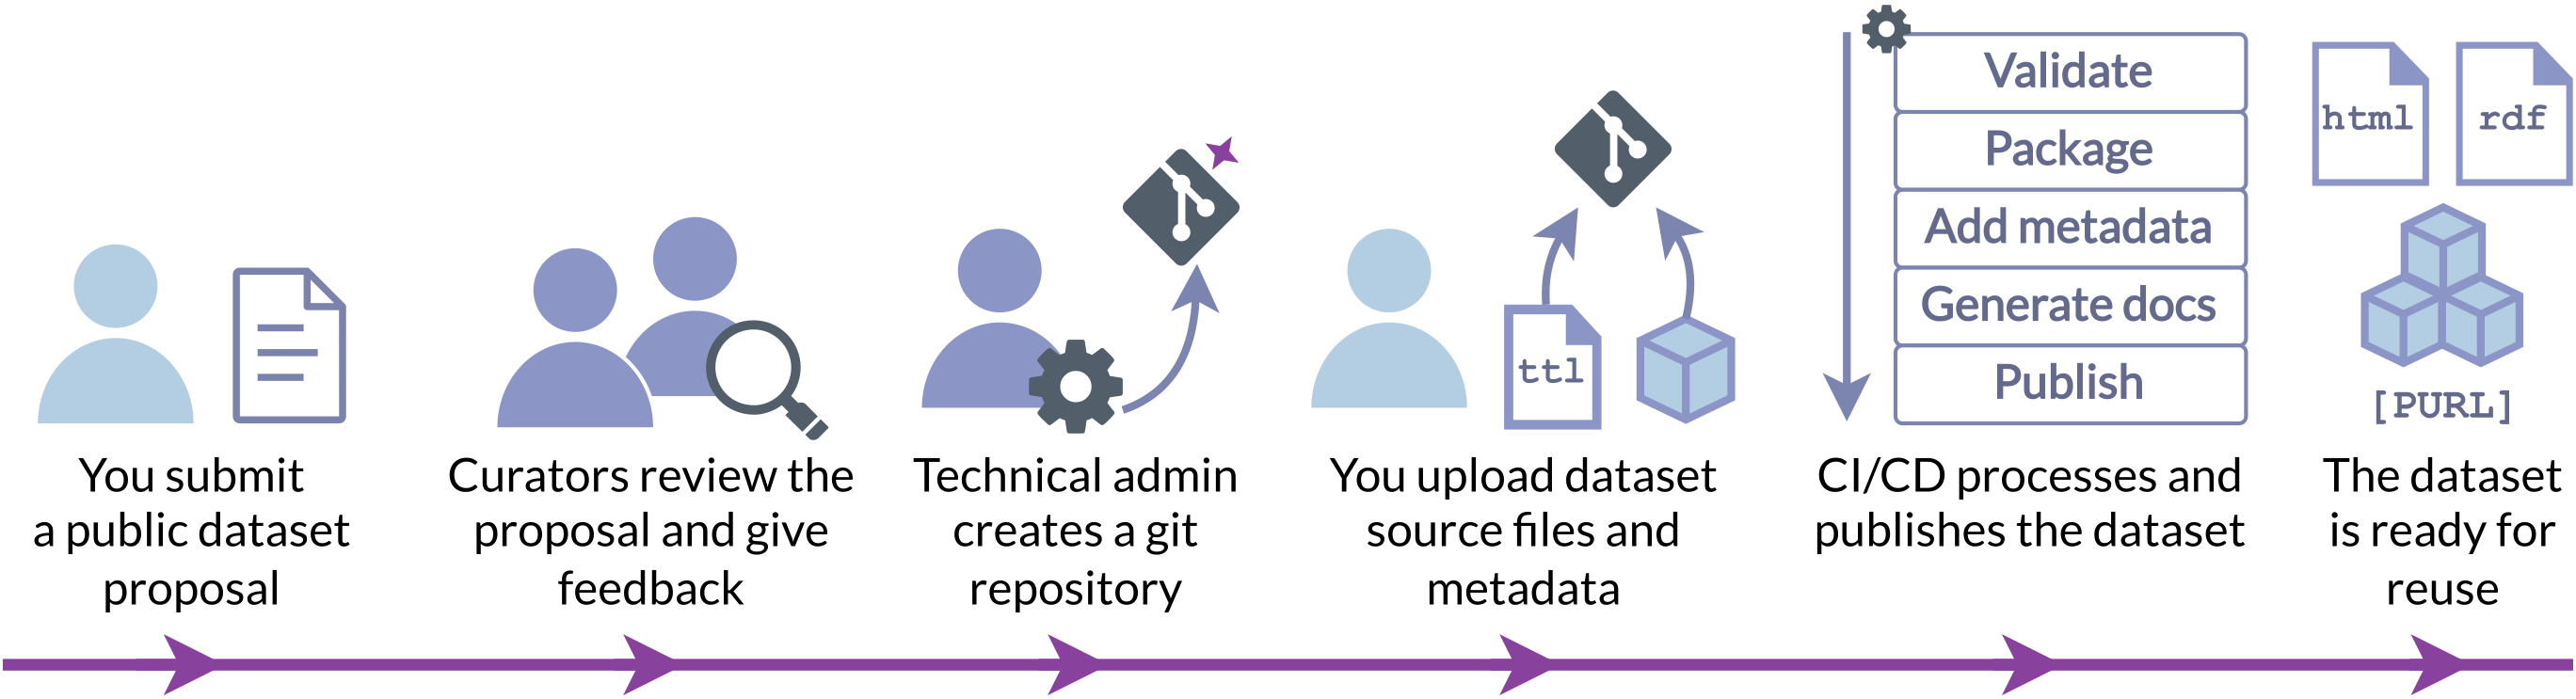 You submit
a public dataset
proposal
Curators review the
proposal and give
feedback
Technical admin
creates a git
repository
ttl
You upload dataset
source files and
metadata
Validate
Package
Add metadata
Generate docs
Publish
CI/CD processes and
publishes the dataset
html
rdf
[PURL]
The dataset
is ready for
reuse